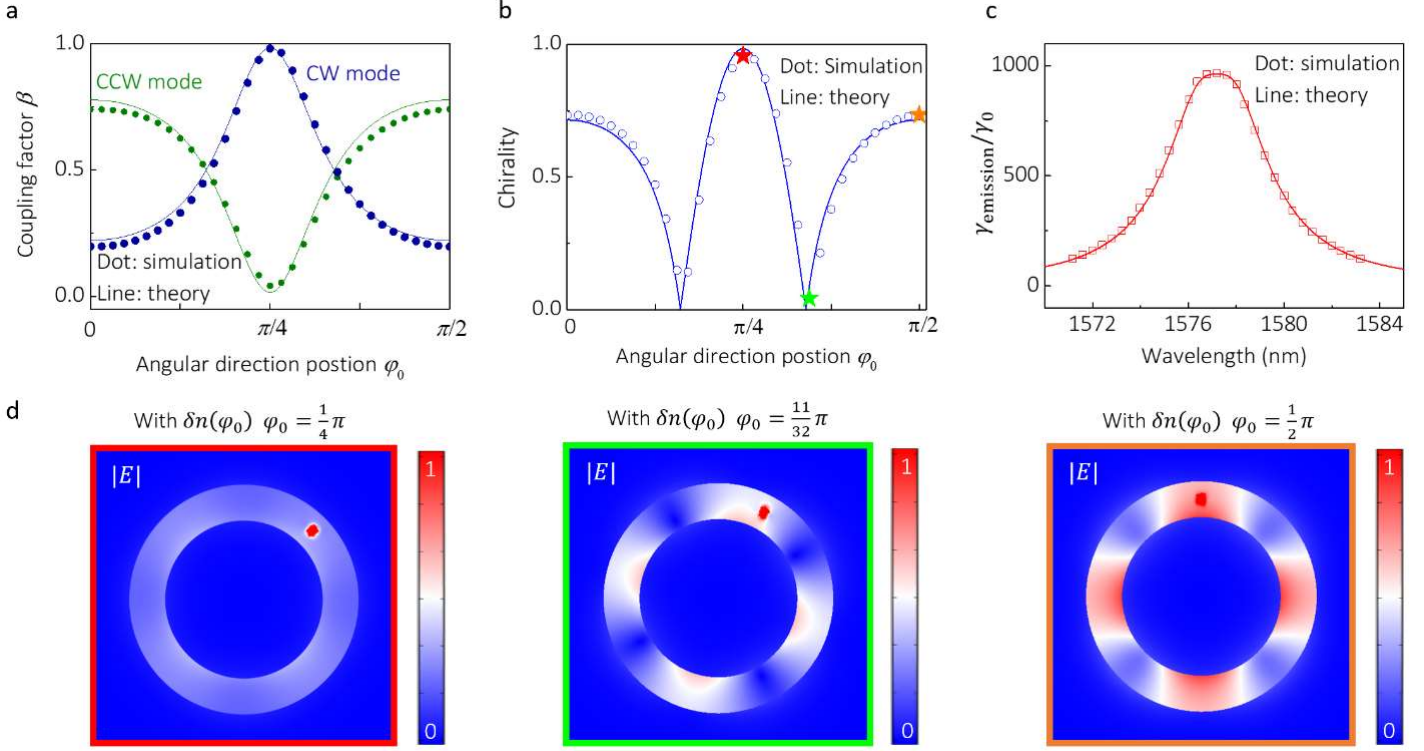 a
1.0
0.5
0.0
Coupling factor β
CCW mode
CW mode
Dot: simulation
Line: theory
0
π/4
π/2
Angular direction postion φ₀
b
1.0
0.5
0.0
Chirality
Dot: Simulation
Line: theory
0
π/4
π/2
Angular direction postion φ₀
c
1000
500
0
γemission/γ₀
Dot: simulation
Line: theory
1572
1576
1580
1584
Wavelength (nm)
d
With δn(φ₀) φ₀ = 1/4 π
|E|
1
0
With δn(φ₀) φ₀ = 11/32 π
|E|
1
0
With δn(φ₀) φ₀ = 1/2 π
|E|
1
0